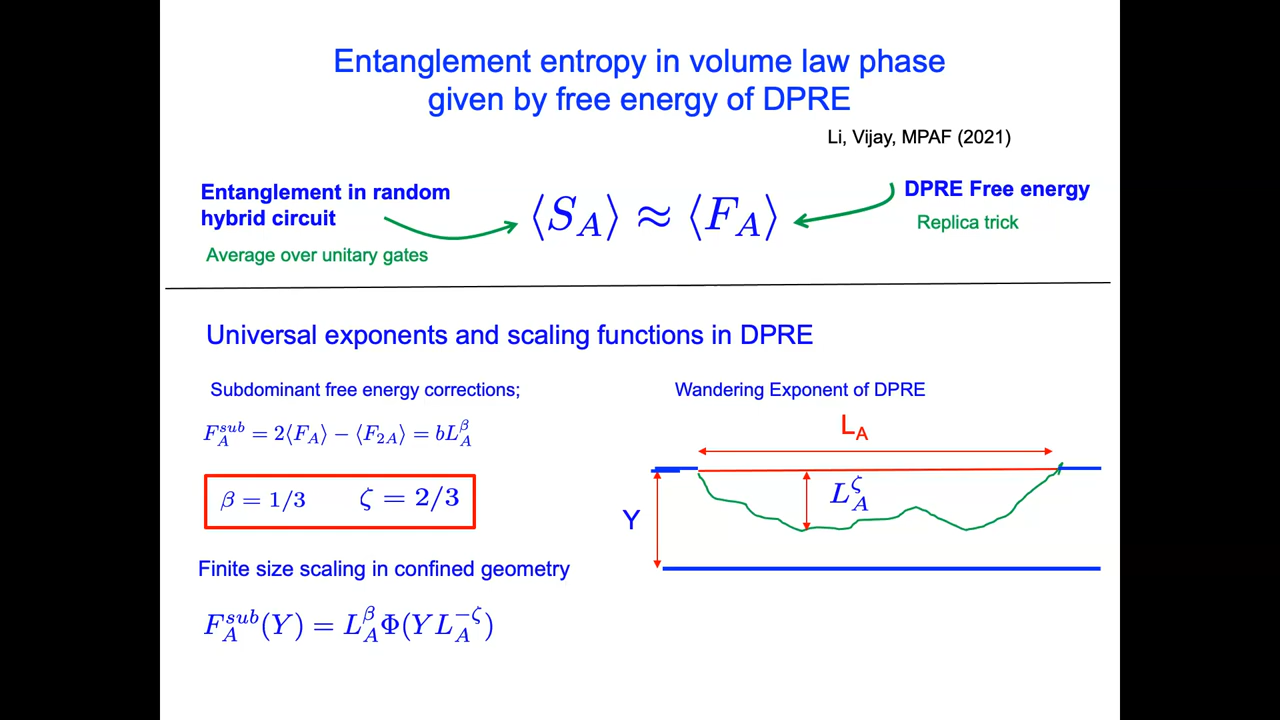 Entanglement entropy in volume law phase
given by free energy of DPRE
Li, Vijay, MPAF (2021)
Entanglement in random
hybrid circuit
Average over unitary gates
⟨S_A⟩ ≈ ⟨F_A⟩
DPRE Free energy
Replica trick
Universal exponents and scaling functions in DPRE
Subdominant free energy corrections;
F_A^{sub} = 2⟨F_A⟩ − ⟨F_{2A}⟩ = bL_A^β
β = 1/3 ζ = 2/3
Finite size scaling in confined geometry
F_A^{sub}(Y) = L_A^β Φ(Y L_A^{−ζ})
Wandering Exponent of DPRE
L_A
L_A^ζ
Y